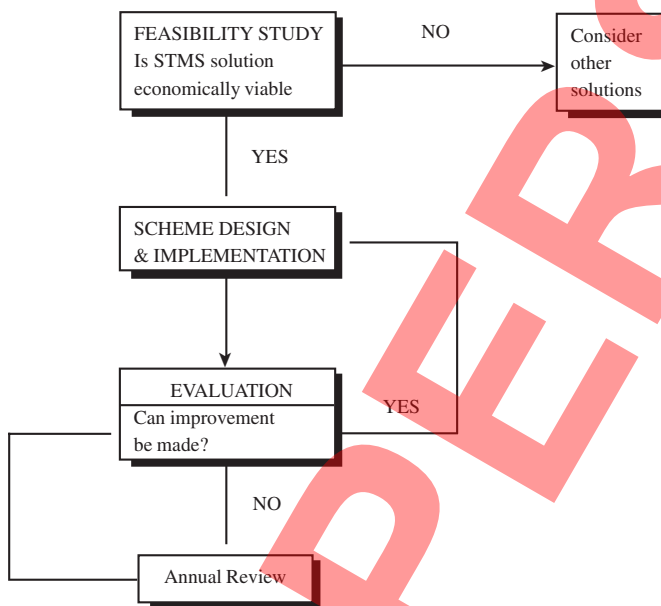 FEASIBILITY STUDY
Is STMS solution
economically viable
NO
Consider
other
solutions
YES
SCHEME DESIGN
& IMPLEMENTATION
EVALUATION
Can improvement
be made?
YES
NO
Annual Review
PERS